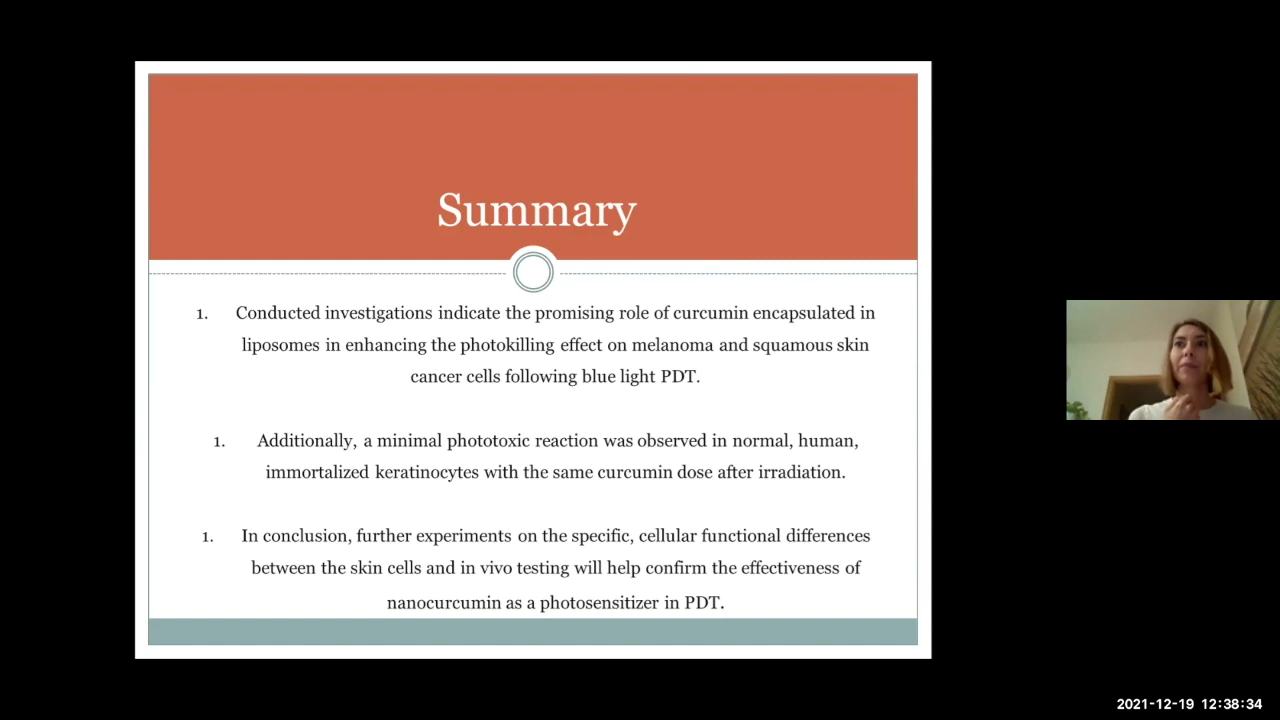 Summary
1. Conducted investigations indicate the promising role of curcumin encapsulated in
liposomes in enhancing the photokilling effect on melanoma and squamous skin
cancer cells following blue light PDT.
1. Additionally, a minimal phototoxic reaction was observed in normal, human,
immortalized keratinocytes with the same curcumin dose after irradiation.
1. In conclusion, further experiments on the specific, cellular functional differences
between the skin cells and in vivo testing will help confirm the effectiveness of
nanocurcumin as a photosensitizer in PDT.
2021-12-19 12:38:34